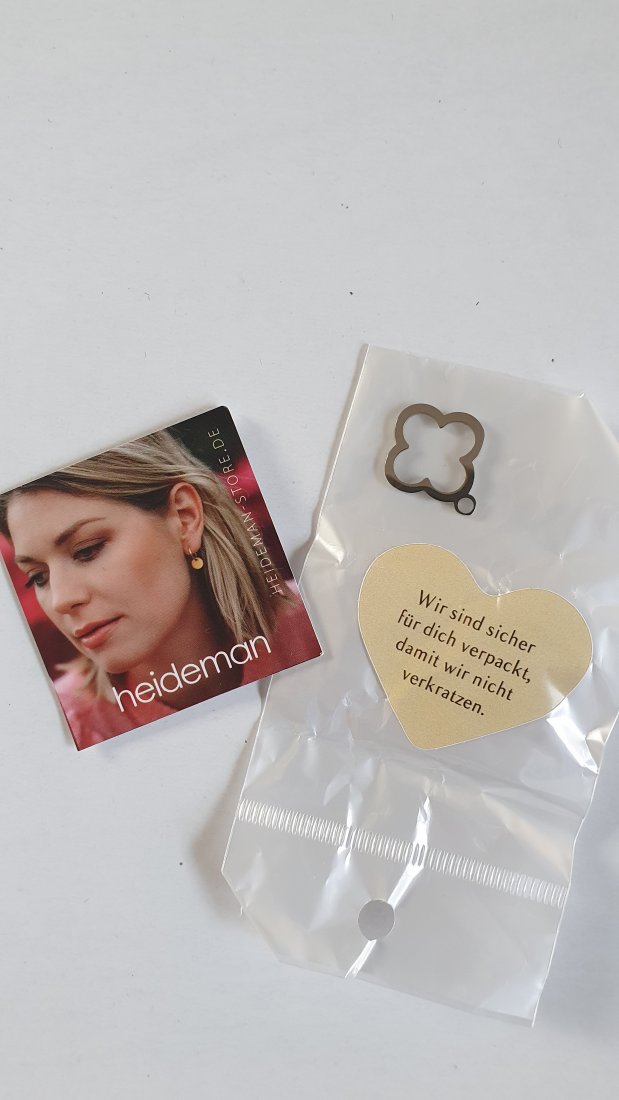 HEIDEMAN-STORE.DE
heideman
Wir sind sicher
für dich verpackt,
damit wir nicht
verkratzen.